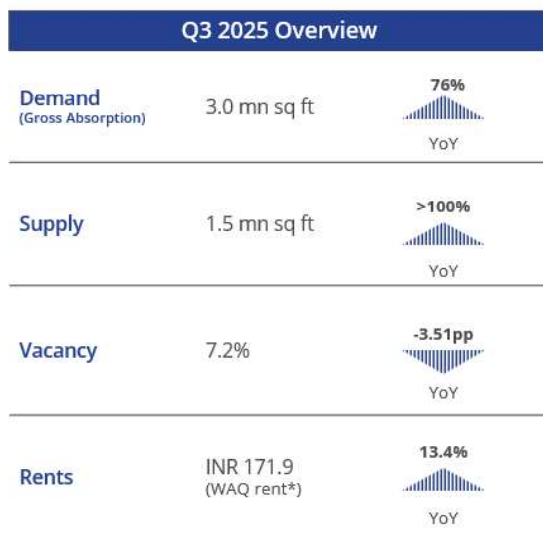 Q3 2025 Overview
Demand
(Gross Absorption)
3.0 mn sq ft
76%
YoY
Supply
1.5 mn sq ft
>100%
YoY
Vacancy
7.2%
-3.51pp
YoY
Rents
INR 171.9
(WAQ rent*)
13.4%
YoY